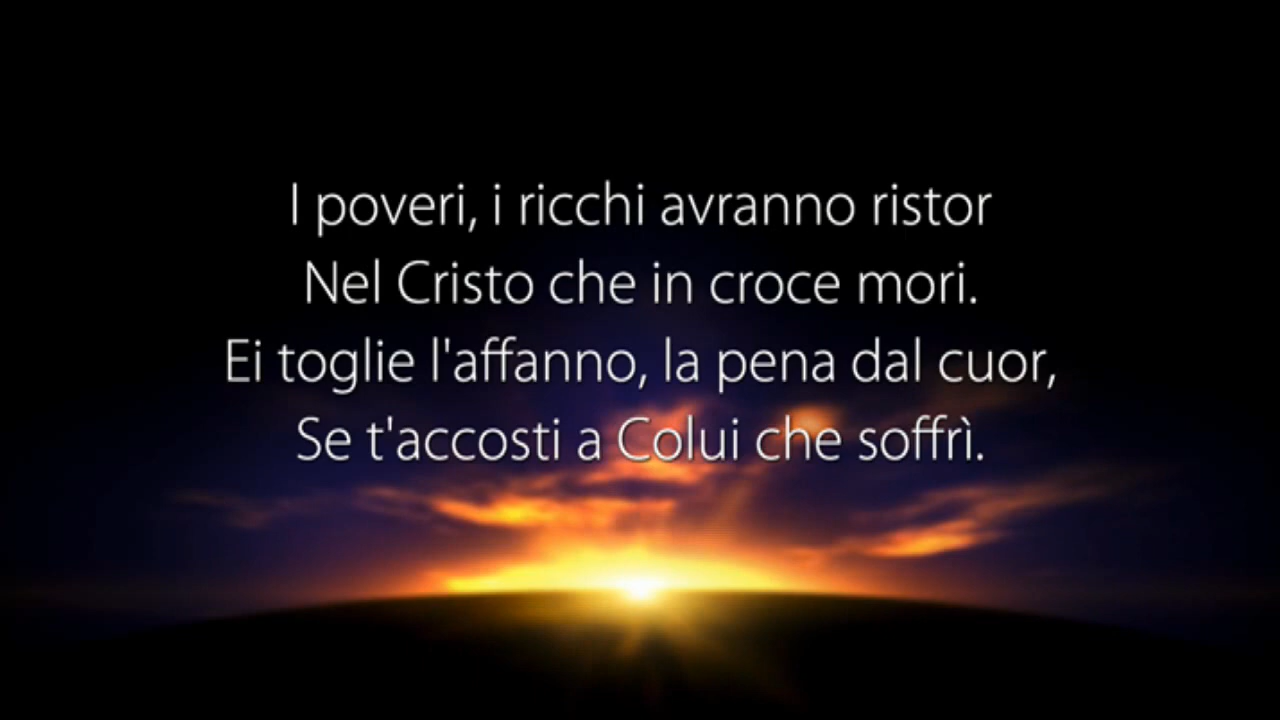 I poveri, i ricchi avranno ristor
Nel Cristo che in croce mori.
Ei toglie l'affanno, la pena dal cuor,
Se t'accosti a Colui che soffrì.